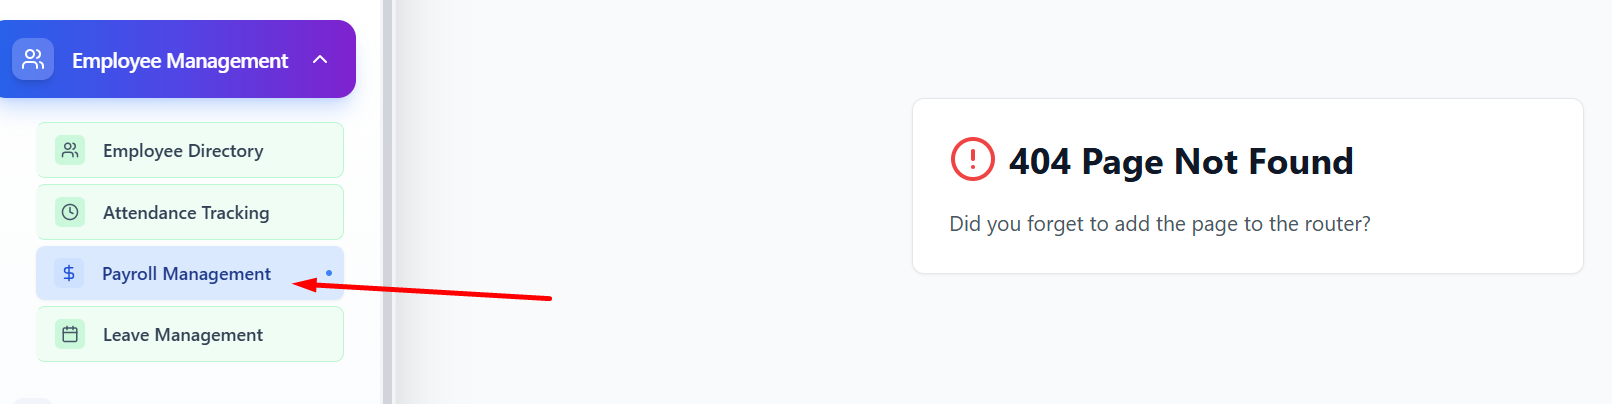 Employee Management
Employee Directory
Attendance Tracking
Payroll Management
Leave Management
404 Page Not Found
Did you forget to add the page to the router?